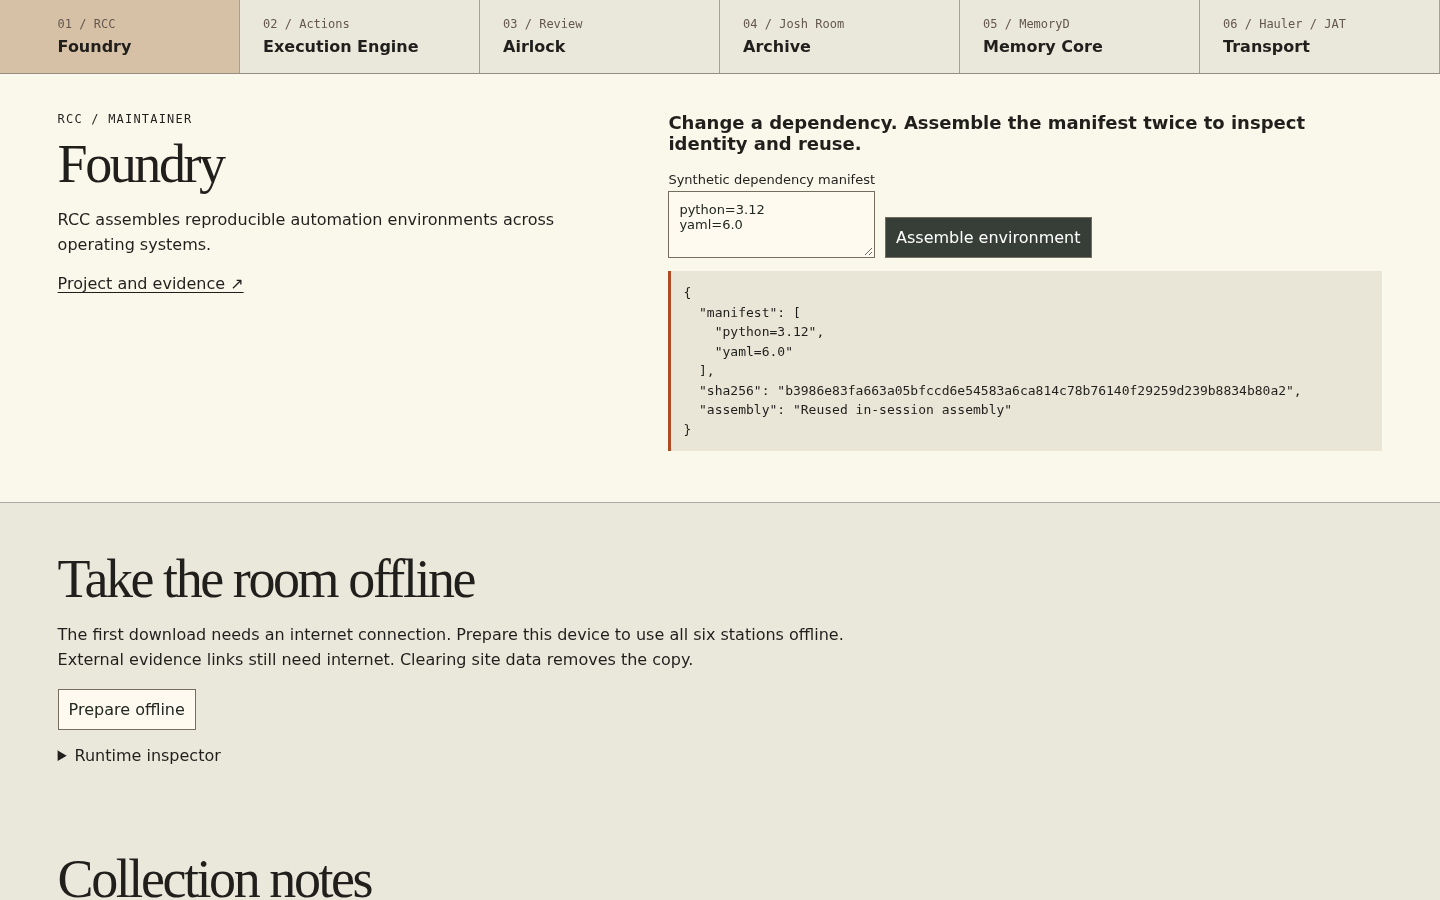 01 / RCC
Foundry
02 / Actions
Execution Engine
03 / Review
Airlock
04 / Josh Room
Archive
05 / MemoryD
Memory Core
06 / Hauler / JAT
Transport
RCC / MAINTAINER
Foundry
RCC assembles reproducible automation environments across
operating systems.
Project and evidence ↗
Change a dependency. Assemble the manifest twice to inspect
identity and reuse.
Synthetic dependency manifest
python=3.12
yaml=6.0
Assemble environment
{
  "manifest": [
    "python=3.12",
    "yaml=6.0"
  ],
  "sha256": "b3986e83fa663a05bfccd6e54583a6ca814c78b76140f29259d239b8834b80a2",
  "assembly": "Reused in-session assembly"
}
Take the room offline
The first download needs an internet connection. Prepare this device to use all six stations offline.
External evidence links still need internet. Clearing site data removes the copy.
Prepare offline
▶ Runtime inspector
Collection notes